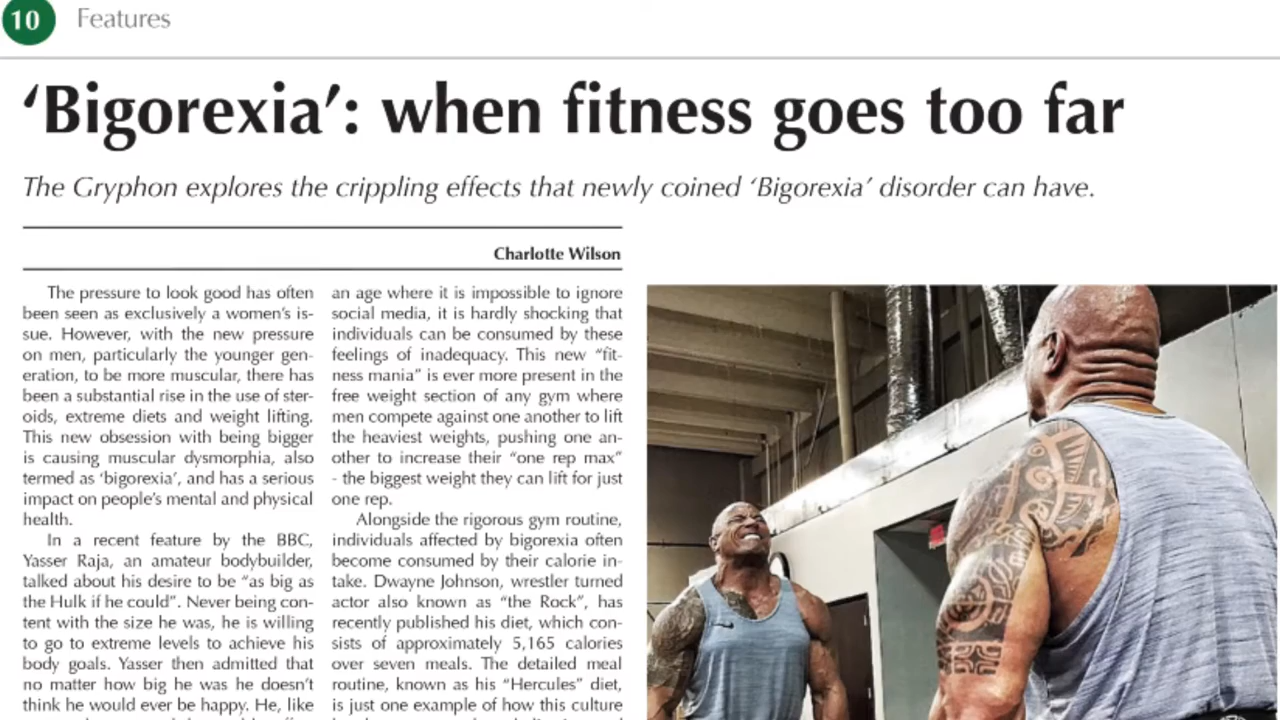 10 Features
‘Bigorexia’: when fitness goes too far
The Gryphon explores the crippling effects that newly coined ‘Bigorexia’ disorder can have.
Charlotte Wilson
The pressure to look good has often
been seen as exclusively a women’s is-
sue. However, with the new pressure
on men, particularly the younger gen-
eration, to be more muscular, there has
been a substantial rise in the use of ster-
oids, extreme diets and weight lifting.
This new obsession with being bigger
is causing muscular dysmorphia, also
termed as ‘bigorexia’, and has a serious
impact on people’s mental and physical
health.
In a recent feature by the BBC,
Yasser Raja, an amateur bodybuilder,
talked about his desire to be “as big as
the Hulk if he could”. Never being con-
tent with the size he was, he is willing
to go to extreme levels to achieve his
body goals. Yasser then admitted that
no matter how big he was he doesn’t
think he would ever be happy. He, like
an age where it is impossible to ignore
social media, it is hardly shocking that
individuals can be consumed by these
feelings of inadequacy. This new “fit-
ness mania” is ever more present in the
free weight section of any gym where
men compete against one another to lift
the heaviest weights, pushing one an-
other to increase their “one rep max”
- the biggest weight they can lift for just
one rep.
Alongside the rigorous gym routine,
individuals affected by bigorexia often
become consumed by their calorie in-
take. Dwayne Johnson, wrestler turned
actor also known as “the Rock”, has
recently published his diet, which con-
sists of approximately 5,165 calories
over seven meals. The detailed meal
routine, known as his “Hercules” diet,
is just one example of how this culture